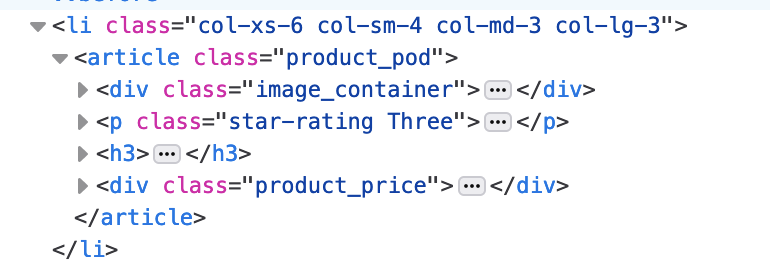 <li class="col-xs-6 col-sm-4 col-md-3 col-lg-3">
<article class="product_pod">
<div class="image_container">…</div>
<p class="star-rating Three">…</p>
<h3>…</h3>
<div class="product_price">…</div>
</article>
</li>